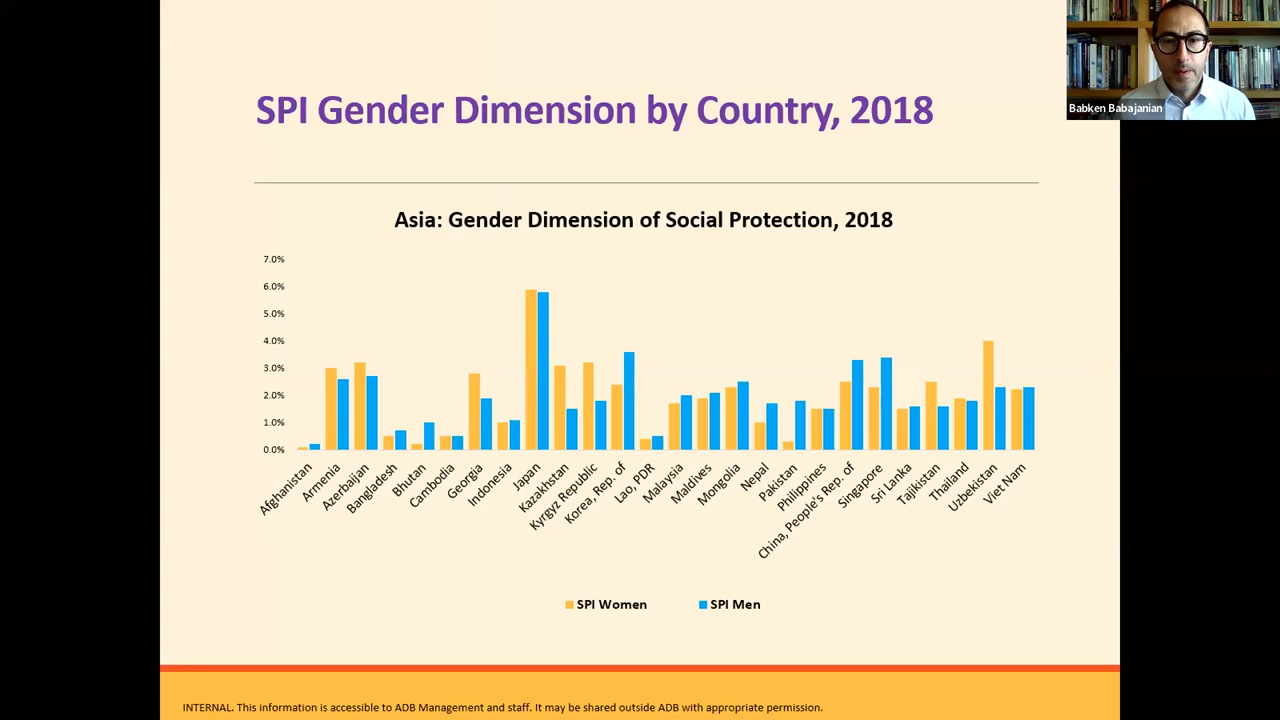 Babken Babajanian
SPI Gender Dimension by Country, 2018
Asia: Gender Dimension of Social Protection, 2018
7.0%
6.0%
5.0%
4.0%
3.0%
2.0%
1.0%
0.0%
Afghanistan
Armenia
Azerbaijan
Bangladesh
Bhutan
Cambodia
Georgia
Indonesia
Japan
Kazakhstan
Kyrgyz Republic
Korea, Rep. of
Lao, PDR
Malaysia
Maldives
Mongolia
Nepal
Pakistan
Philippines
China, People's Rep. of
Singapore
Sri Lanka
Tajikistan
Thailand
Uzbekistan
Viet Nam
SPI Women
SPI Men
INTERNAL. This information is accessible to ADB Management and staff. It may be shared outside ADB with appropriate permission.